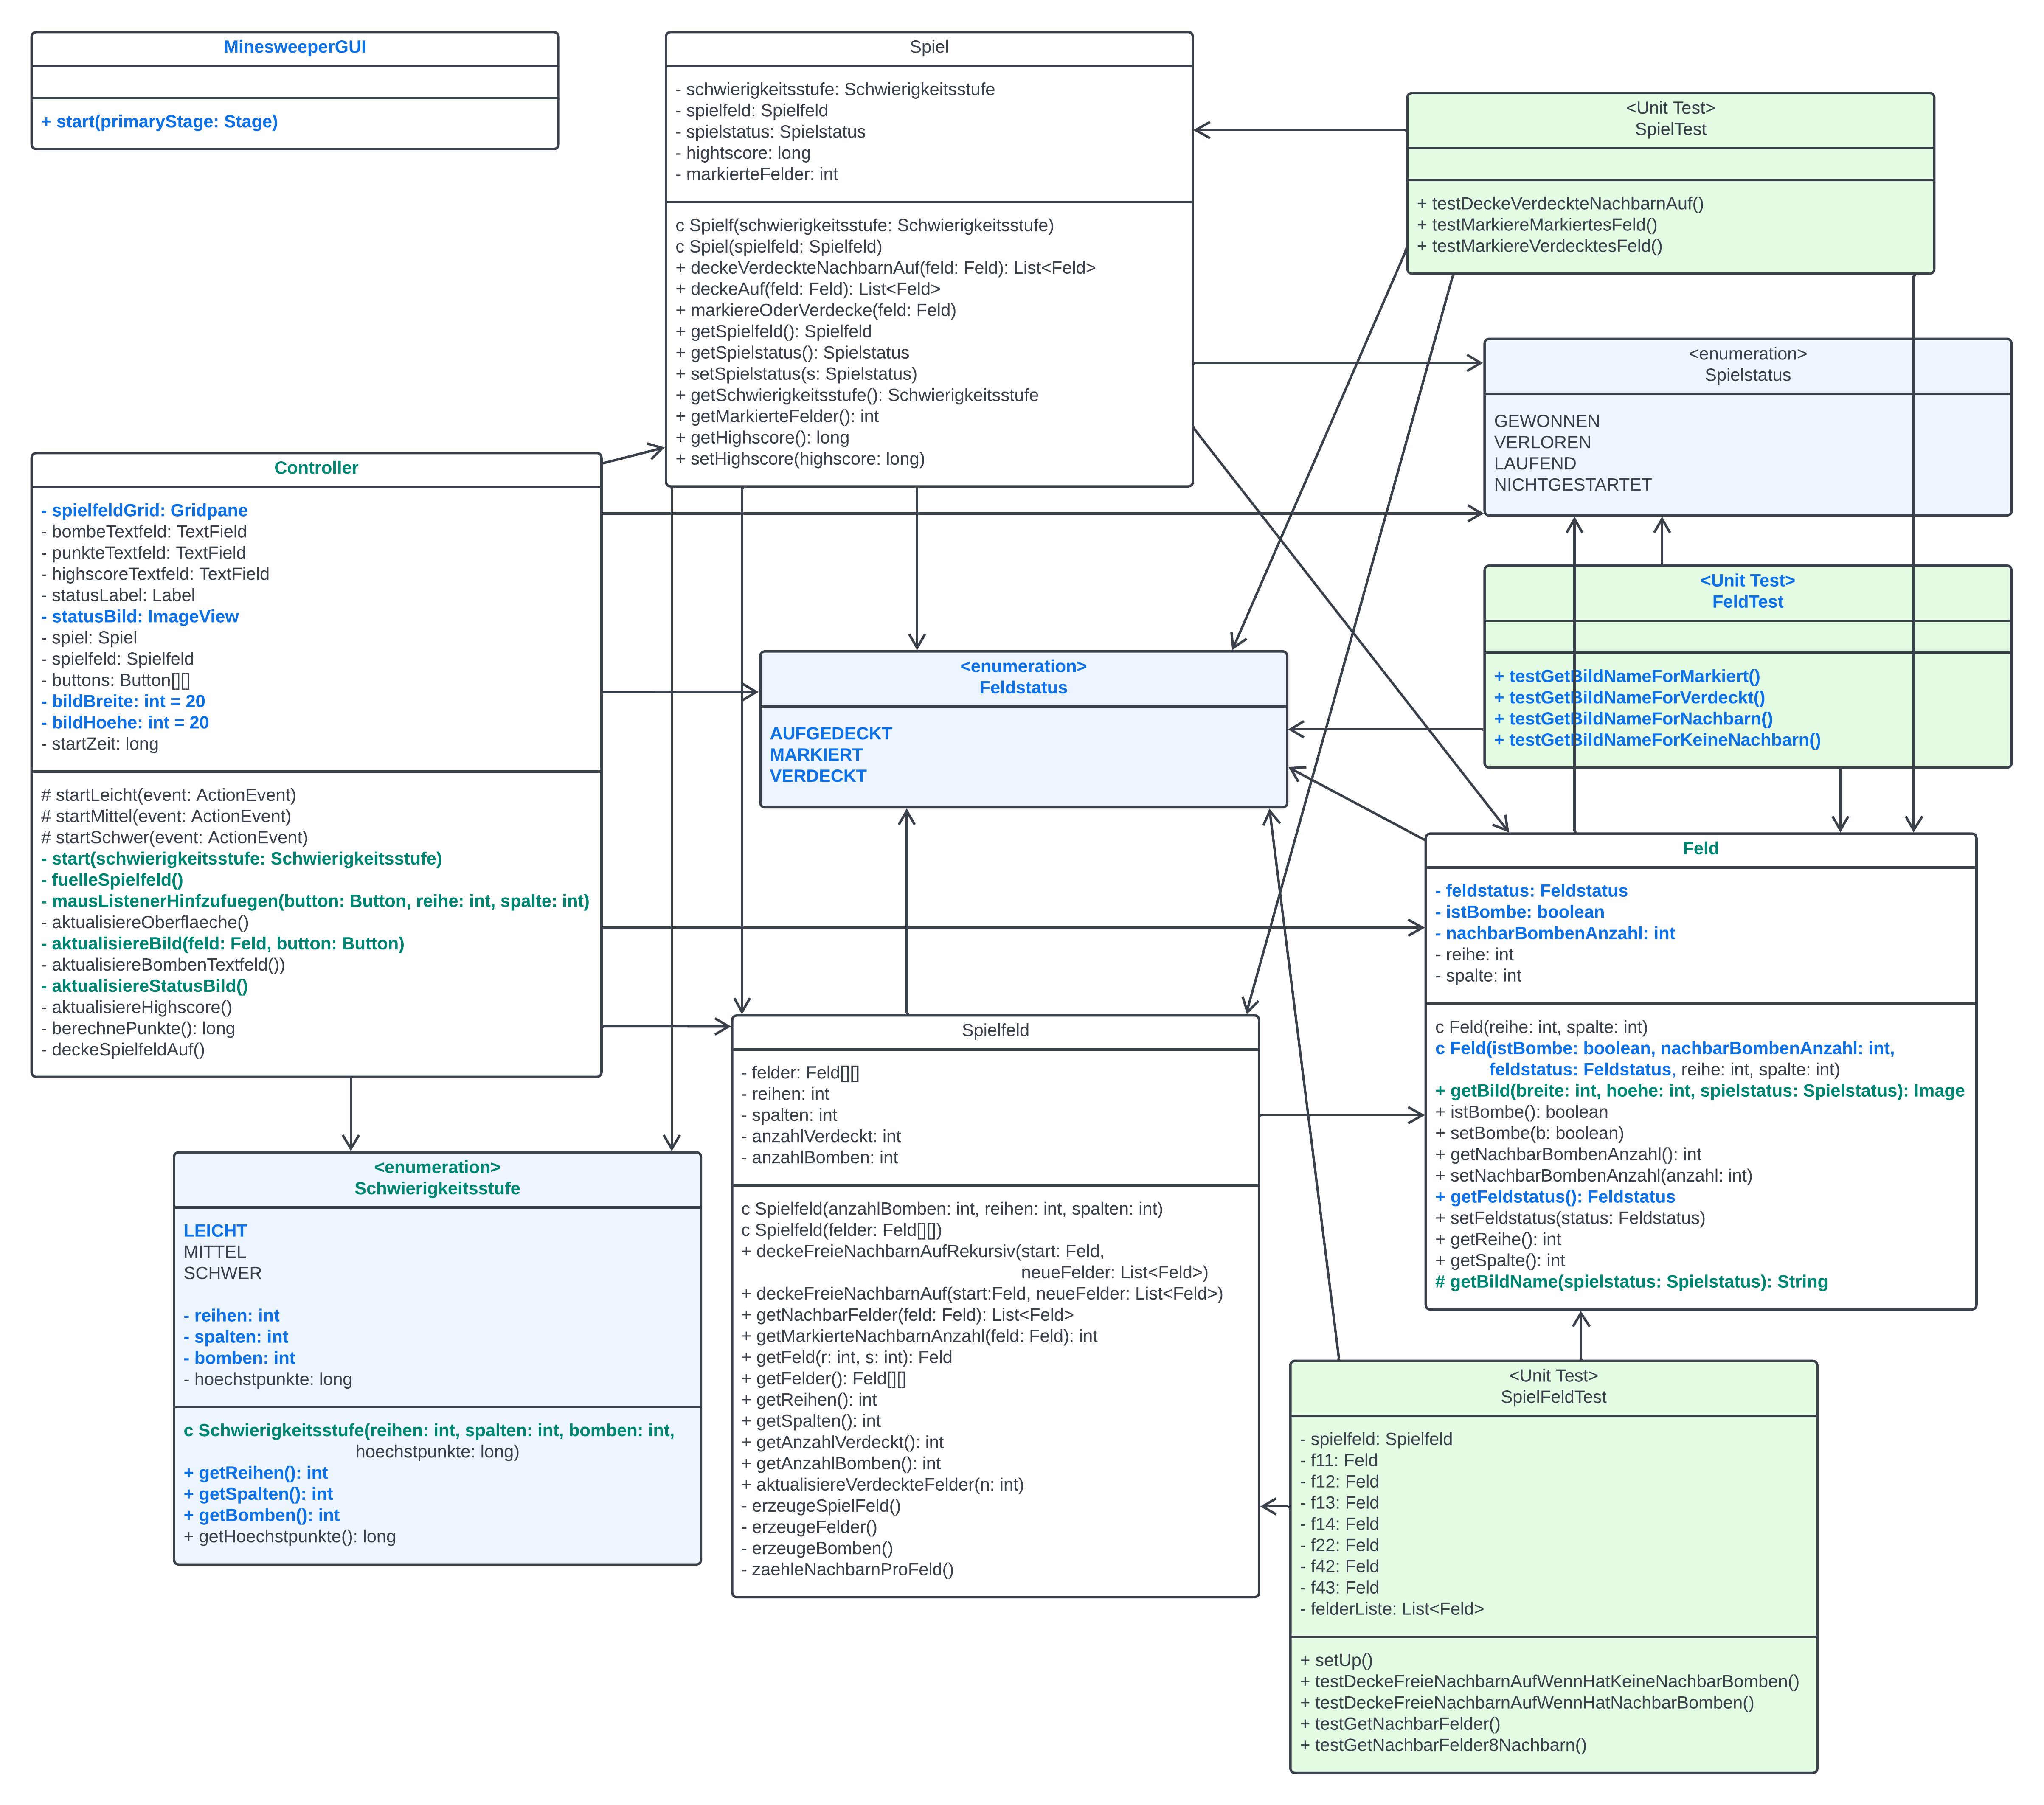 MinesweeperGUI
+ start(primaryStage: Stage)
Spiel
- schwierigkeitsstufe: Schwierigkeitsstufe
- spielfeld: Spielfeld
- spielstatus: Spielstatus
- hightscore: long
- markierteFelder: int
c Spielf(schwierigkeitsstufe: Schwierigkeitsstufe)
c Spiel(spielfeld: Spielfeld)
+ deckeVerdeckteNachbarnAuf(feld: Feld): List<Feld>
+ deckeAuf(feld: Feld): List<Feld>
+ markiereOderVerdecke(feld: Feld)
+ getSpielfeld(): Spielfeld
+ getSpielstatus(): Spielstatus
+ setSpielstatus(s: Spielstatus)
+ getSchwierigkeitsstufe(): Schwierigkeitsstufe
+ getMarkierteFelder(): int
+ getHighscore(): long
+ setHighscore(highscore: long)
<Unit Test>
SpielTest
+ testDeckeVerdeckteNachbarnAuf()
+ testMarkiereMarkiertesFeld()
+ testMarkiereVerdecktesFeld()
<enumeration>
Spielstatus
GEWONNEN
VERLOREN
LAUFEND
NICHTGESTARTET
Controller
- spielfeldGrid: Gridpane
- bombeTextfeld: TextField
- punkteTextfeld: TextField
- highscoreTextfeld: TextField
- statusLabel: Label
- statusBild: ImageView
- spiel: Spiel
- spielfeld: Spielfeld
- buttons: Button[][]
- bildBreite: int = 20
- bildHoehe: int = 20
- startZeit: long
# startLeicht(event: ActionEvent)
# startMittel(event: ActionEvent)
# startSchwer(event: ActionEvent)
- start(schwierigkeitsstufe: Schwierigkeitsstufe)
- fuelleSpielfeld()
- mausListenerHinfzufuegen(button: Button, reihe: int, spalte: int)
- aktualisiereOberflaeche()
- aktualisiereBild(feld: Feld, button: Button)
- aktualisiereBombenTextfeld())
- aktualisiereStatusBild()
- aktualisiereHighscore()
- berechnePunkte(): long
- deckeSpielfeldAuf()
<enumeration>
Feldstatus
AUFGEDECKT
MARKIERT
VERDECKT
<Unit Test>
FeldTest
+ testGetBildNameForMarkiert()
+ testGetBildNameForVerdeckt()
+ testGetBildNameForNachbarn()
+ testGetBildNameForKeineNachbarn()
Feld
- feldstatus: Feldstatus
- istBombe: boolean
- nachbarBombenAnzahl: int
- reihe: int
- spalte: int
c Feld(reihe: int, spalte: int)
c Feld(istBombe: boolean, nachbarBombenAnzahl: int,
feldstatus: Feldstatus, reihe: int, spalte: int)
+ getBild(breite: int, hoehe: int, spielstatus: Spielstatus): Image
+ istBombe(): boolean
+ setBombe(b: boolean)
+ getNachbarBombenAnzahl(): int
+ setNachbarBombenAnzahl(anzahl: int)
+ getFeldstatus(): Feldstatus
+ setFeldstatus(status: Feldstatus)
+ getReihe(): int
+ getSpalte(): int
# getBildName(spielstatus: Spielstatus): String
<enumeration>
Schwierigkeitsstufe
LEICHT
MITTEL
SCHWER
- reihen: int
- spalten: int
- bomben: int
- hoechstpunkte: long
c Schwierigkeitsstufe(reihen: int, spalten: int, bomben: int,
hoechstpunkte: long)
+ getReihen(): int
+ getSpalten(): int
+ getBomben(): int
+ getHoechstpunkte(): long
Spielfeld
- felder: Feld[][]
- reihen: int
- spalten: int
- anzahlVerdeckt: int
- anzahlBomben: int
c Spielfeld(anzahlBomben: int, reihen: int, spalten: int)
c Spielfeld(felder: Feld[][])
+ deckeFreieNachbarnAufRekursiv(start: Feld,
neueFelder: List<Feld>)
+ deckeFreieNachbarnAuf(start:Feld, neueFelder: List<Feld>)
+ getNachbarFelder(feld: Feld): List<Feld>
+ getMarkierteNachbarnAnzahl(feld: Feld): int
+ getFeld(r: int, s: int): Feld
+ getFelder(): Feld[][]
+ getReihen(): int
+ getSpalten(): int
+ getAnzahlVerdeckt(): int
+ getAnzahlBomben(): int
+ aktualisiereVerdeckteFelder(n: int)
- erzeugeSpielFeld()
- erzeugeFelder()
- erzeugeBomben()
- zaehleNachbarnProFeld()
<Unit Test>
SpielFeldTest
- spielfeld: Spielfeld
- f11: Feld
- f12: Feld
- f13: Feld
- f14: Feld
- f22: Feld
- f42: Feld
- f43: Feld
- felderListe: List<Feld>
+ setUp()
+ testDeckeFreieNachbarnAufWennHatKeineNachbarBomben()
+ testDeckeFreieNachbarnAufWennHatNachbarBomben()
+ testGetNachbarFelder()
+ testGetNachbarFelder8Nachbarn()